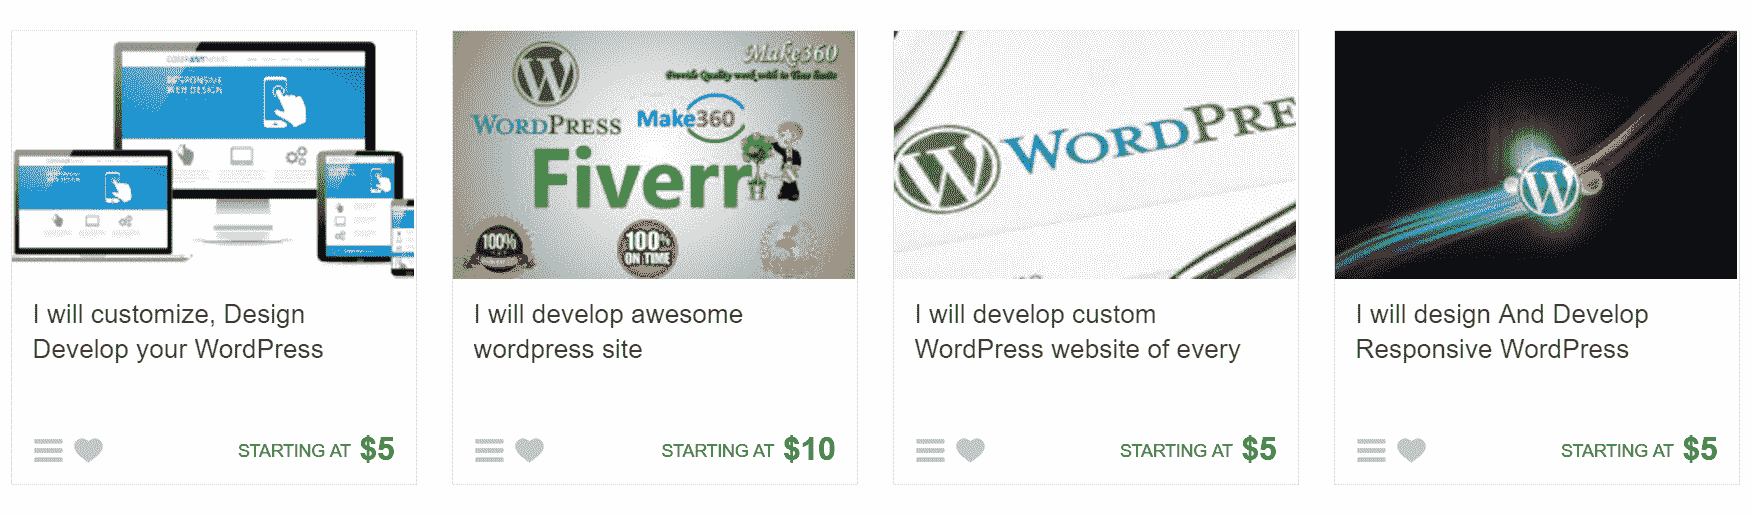 RESPONSIVE
WEB DESIGN
I will customize, Design
Develop your WordPress
STARTING AT $5
Make360
Provide Quality work with in Time Limits
WORDPRESS
Make360
Fiverr
100%
100%
ON TIME
I will develop awesome
wordpress site
STARTING AT $10
WORDPRE
I will develop custom
WordPress website of every
STARTING AT $5
I will design And Develop
Responsive WordPress
STARTING AT $5